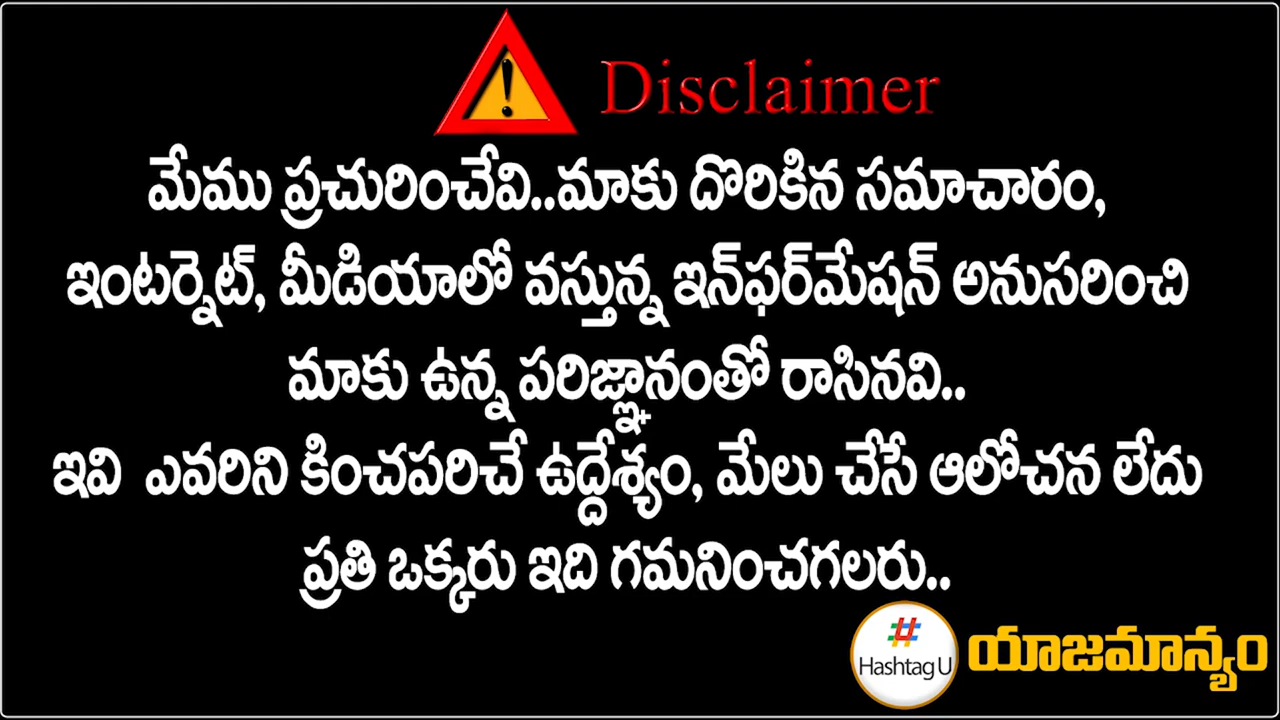 Disclaimer
మేము ప్రచురించేవి..మాకు దొరికిన సమాచారం,
ఇంటర్నెట్, మీడియాలో వస్తున్న ఇన్‌ఫర్‌మేషన్ అనుసరించి
మాకు ఉన్న పరిజ్ఞానంతో రాసినవి..
ఇవి ఎవరిని కించపరిచే ఉద్దేశ్యం, మేలు చేసే ఆలోచన లేదు
ప్రతి ఒక్కరు ఇది గమనించగలరు..
# Hashtag U యాజమాన్యం